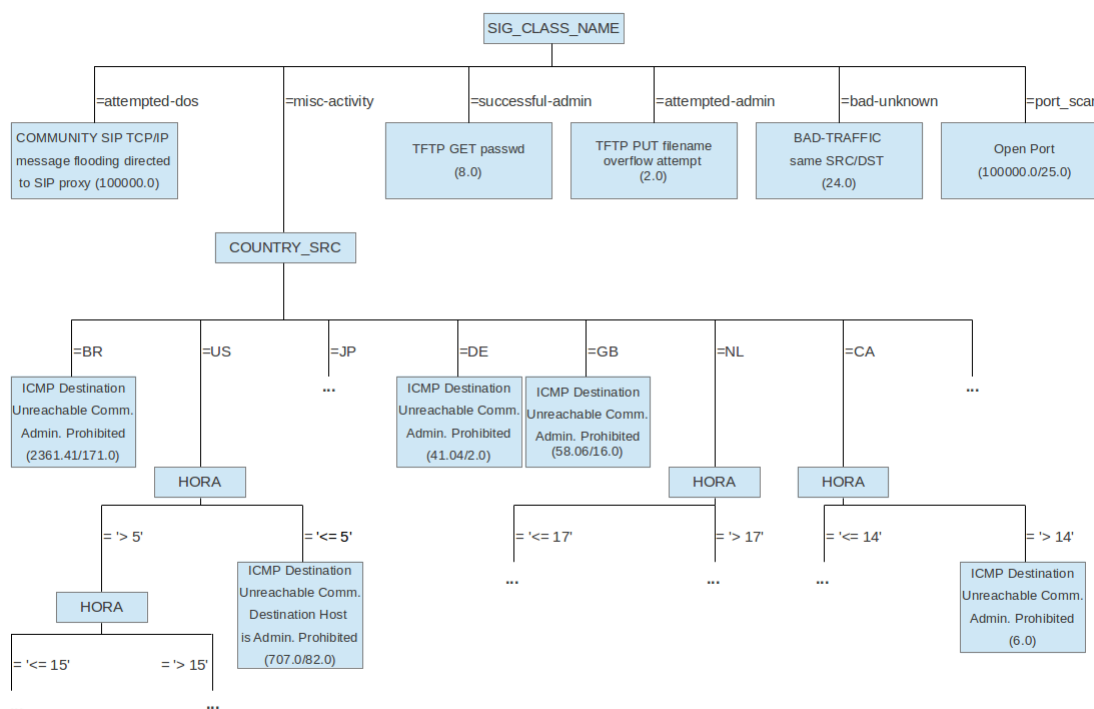 SIG_CLASS_NAME
=attempted-dos
=misc-activity
=successful-admin
=attempted-admin
=bad-unknown
=port_scan
COMMUNITY SIP TCP/IP
message flooding directed
to SIP proxy (100000.0)
TFTP GET passwd
(8.0)
TFTP PUT filename
overflow attempt
(2.0)
BAD-TRAFFIC
same SRC/DST
(24.0)
Open Port
(100000.0/25.0)
COUNTRY_SRC
=BR
=US
=JP
=DE
=GB
=NL
=CA
ICMP Destination
Unreachable Comm.
Admin. Prohibited
(2361.41/171.0)
...
ICMP Destination
Unreachable Comm.
Admin. Prohibited
(41.04/2.0)
ICMP Destination
Unreachable Comm.
Admin. Prohibited
(58.06/16.0)
...
HORA
HORA
HORA
= '> 5'
= '<= 5'
= '<= 17'
= '> 17'
= '<= 14'
= '> 14'
ICMP Destination
Unreachable Comm.
Destination Host
is Admin. Prohibited
(707.0/82.0)
...
...
...
ICMP Destination
Unreachable Comm.
Admin. Prohibited
(6.0)
HORA
= '<= 15'
= '> 15'
...